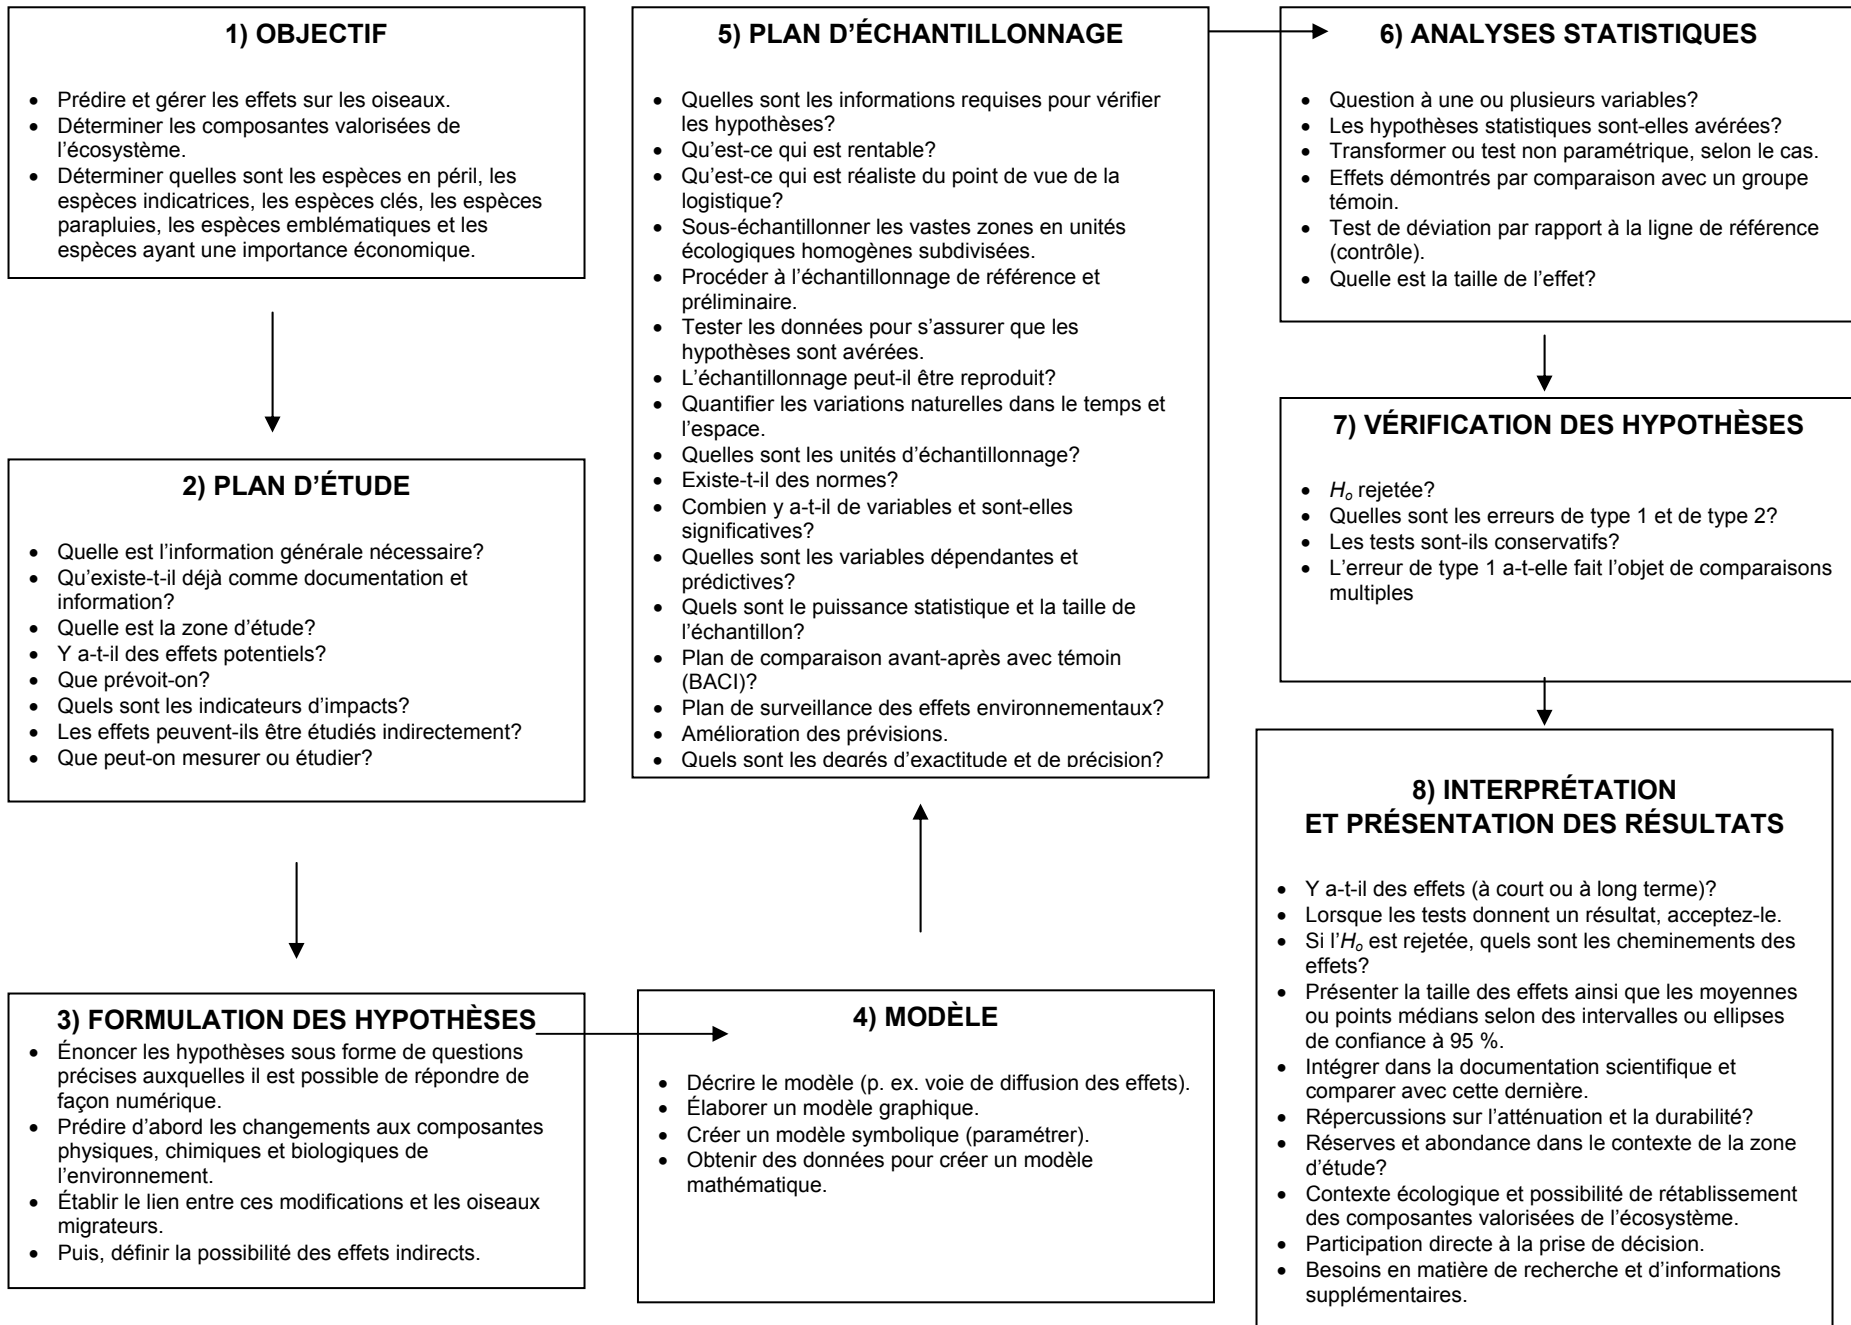 1) OBJECTIF
• Prédire et gérer les effets sur les oiseaux.
• Déterminer les composantes valorisées de
l’écosystème.
• Déterminer quelles sont les espèces en péril, les
espèces indicatrices, les espèces clés, les espèces
parapluies, les espèces emblématiques et les
espèces ayant une importance économique.
2) PLAN D’ÉTUDE
• Quelle est l’information générale nécessaire?
• Qu’existe-t-il déjà comme documentation et
information?
• Quelle est la zone d’étude?
• Y a-t-il des effets potentiels?
• Que prévoit-on?
• Quels sont les indicateurs d’impacts?
• Les effets peuvent-ils être étudiés indirectement?
• Que peut-on mesurer ou étudier?
3) FORMULATION DES HYPOTHÈSES
• Énoncer les hypothèses sous forme de questions
précises auxquelles il est possible de répondre de
façon numérique.
• Prédire d’abord les changements aux composantes
physiques, chimiques et biologiques de
l’environnement.
• Établir le lien entre ces modifications et les oiseaux
migrateurs.
• Puis, définir la possibilité des effets indirects.
4) MODÈLE
• Décrire le modèle (p. ex. voie de diffusion des effets).
• Élaborer un modèle graphique.
• Créer un modèle symbolique (paramétrer).
• Obtenir des données pour créer un modèle
mathématique.
5) PLAN D’ÉCHANTILLONNAGE
• Quelles sont les informations requises pour vérifier
les hypothèses?
• Qu’est-ce qui est rentable?
• Qu’est-ce qui est réaliste du point de vue de la
logistique?
• Sous-échantillonner les vastes zones en unités
écologiques homogènes subdivisées.
• Procéder à l’échantillonnage de référence et
préliminaire.
• Tester les données pour s’assurer que les
hypothèses sont avérées.
• L’échantillonnage peut-il être reproduit?
• Quantifier les variations naturelles dans le temps et
l’espace.
• Quelles sont les unités d’échantillonnage?
• Existe-t-il des normes?
• Combien y a-t-il de variables et sont-elles
significatives?
• Quelles sont les variables dépendantes et
prédictives?
• Quels sont le puissance statistique et la taille de
l’échantillon?
• Plan de comparaison avant-après avec témoin
(BACI)?
• Plan de surveillance des effets environnementaux?
• Amélioration des prévisions.
• Quels sont les degrés d’exactitude et de précision?
6) ANALYSES STATISTIQUES
• Question à une ou plusieurs variables?
• Les hypothèses statistiques sont-elles avérées?
• Transformer ou test non paramétrique, selon le cas.
• Effets démontrés par comparaison avec un groupe
témoin.
• Test de déviation par rapport à la ligne de référence
(contrôle).
• Quelle est la taille de l’effet?
7) VÉRIFICATION DES HYPOTHÈSES
• Ho rejetée?
• Quelles sont les erreurs de type 1 et de type 2?
• Les tests sont-ils conservatifs?
• L’erreur de type 1 a-t-elle fait l’objet de comparaisons
multiples
8) INTERPRÉTATION
ET PRÉSENTATION DES RÉSULTATS
• Y a-t-il des effets (à court ou à long terme)?
• Lorsque les tests donnent un résultat, acceptez-le.
• Si l’Ho est rejetée, quels sont les cheminements des
effets?
• Présenter la taille des effets ainsi que les moyennes
ou points médians selon des intervalles ou ellipses
de confiance à 95 %.
• Intégrer dans la documentation scientifique et
comparer avec cette dernière.
• Répercussions sur l’atténuation et la durabilité?
• Réserves et abondance dans le contexte de la zone
d’étude?
• Contexte écologique et possibilité de rétablissement
des composantes valorisées de l’écosystème.
• Participation directe à la prise de décision.
• Besoins en matière de recherche et d’informations
supplémentaires.